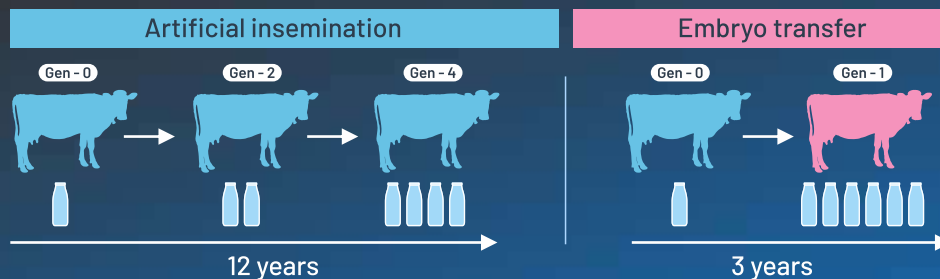 Artificial insemination
Embryo transfer
Gen - 0
Gen - 2
Gen - 4
Gen - 0
Gen - 1
12 years
3 years